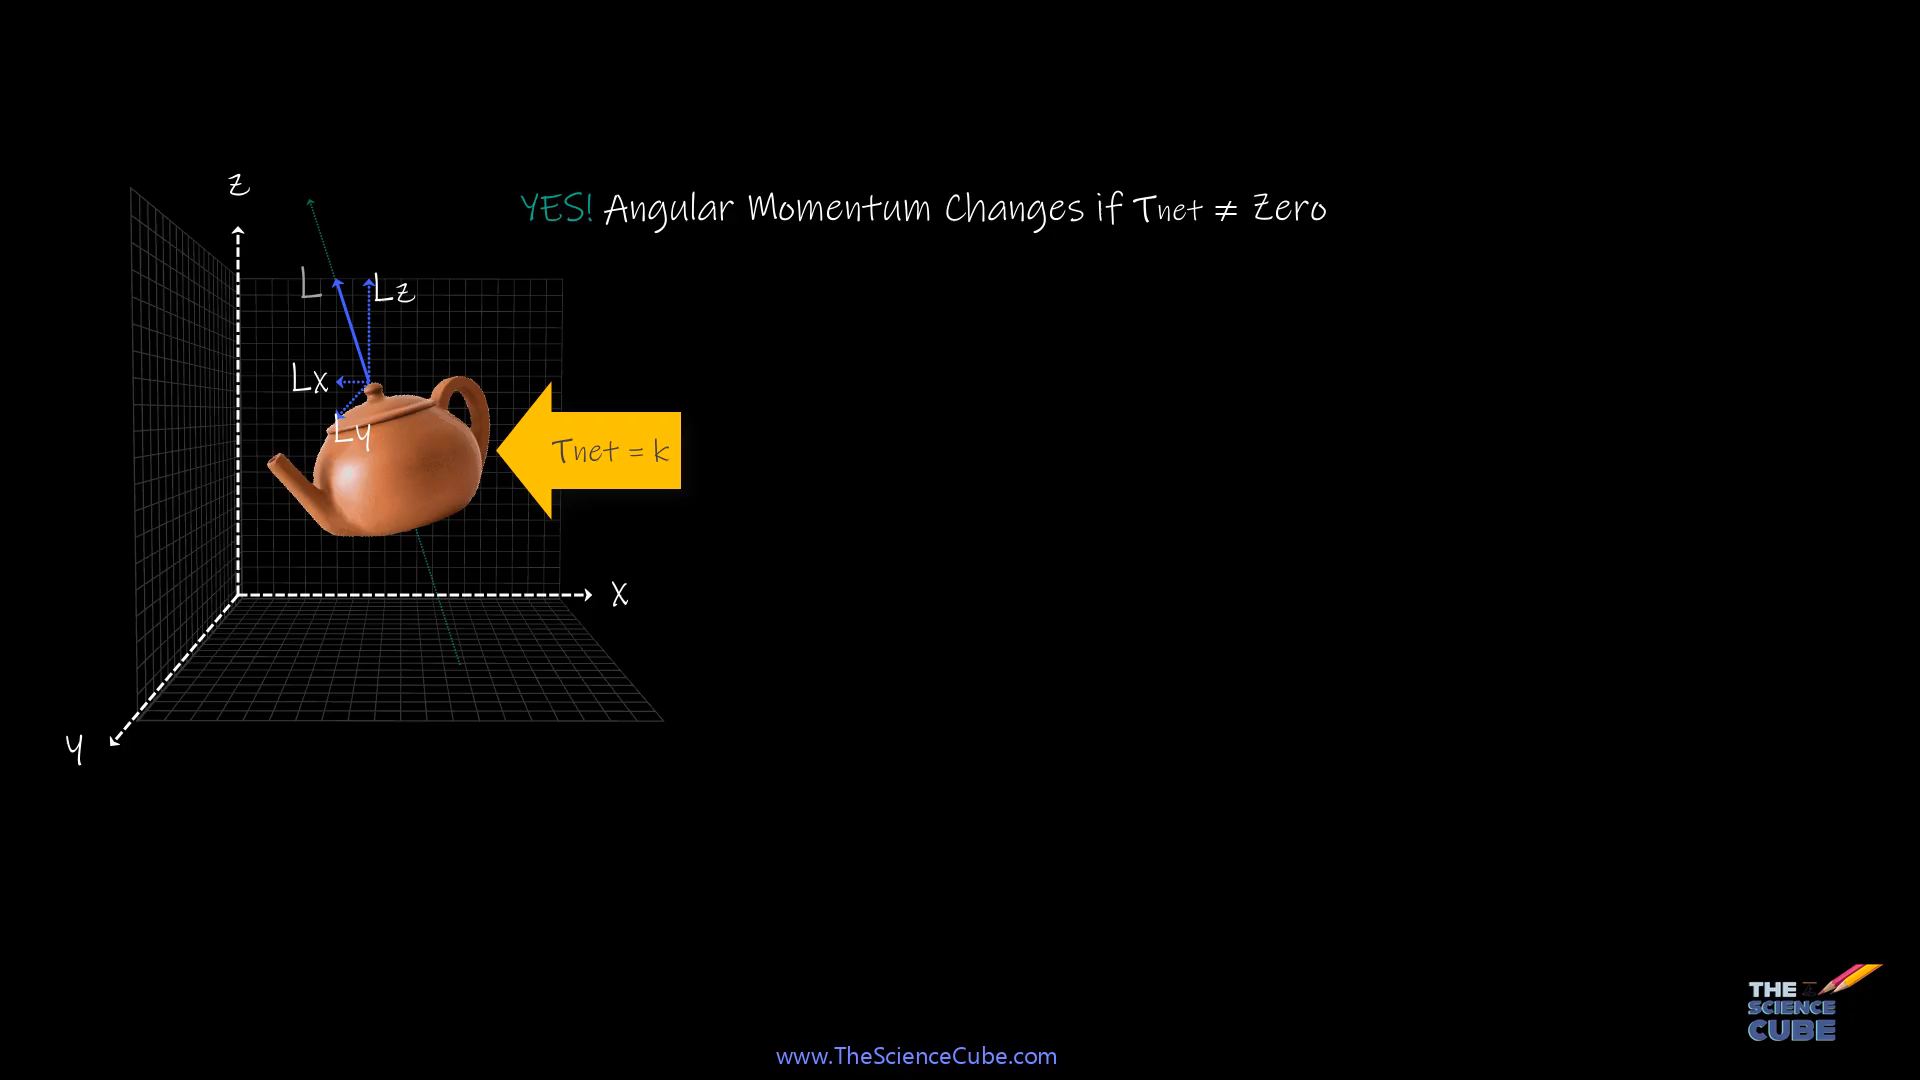 Z
YES! Angular Momentum Changes if Tnet ≠ Zero
L
Lz
Lx
Ly
Tnet = k
X
Y
THE
SCIENCE
CUBE
www.TheScienceCube.com